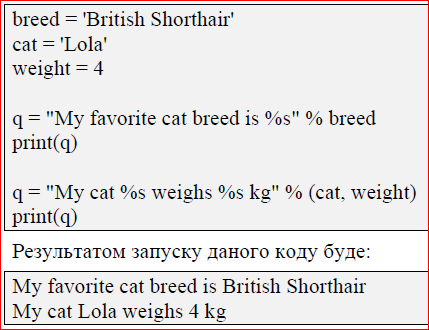 breed = 'British Shorthair'
cat = 'Lola'
weight = 4
q = "My favorite cat breed is %s" % breed
print(q)
q = "My cat %s weighs %s kg" % (cat, weight)
print(q)
Результатом запуску даного коду буде:
My favorite cat breed is British Shorthair
My cat Lola weighs 4 kg